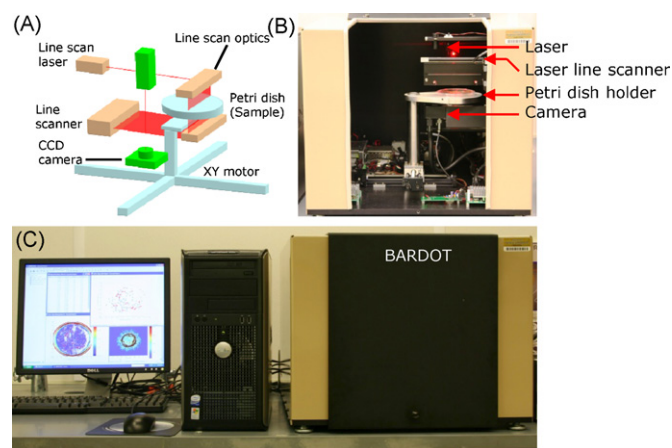 (A)
Line scan
laser
Line scan optics
Petri dish
(Sample)
Line
scanner
CCD
camera
XY motor
(B)
Laser
Laser line scanner
Petri dish holder
Camera
(C)
BARDOT
DELL